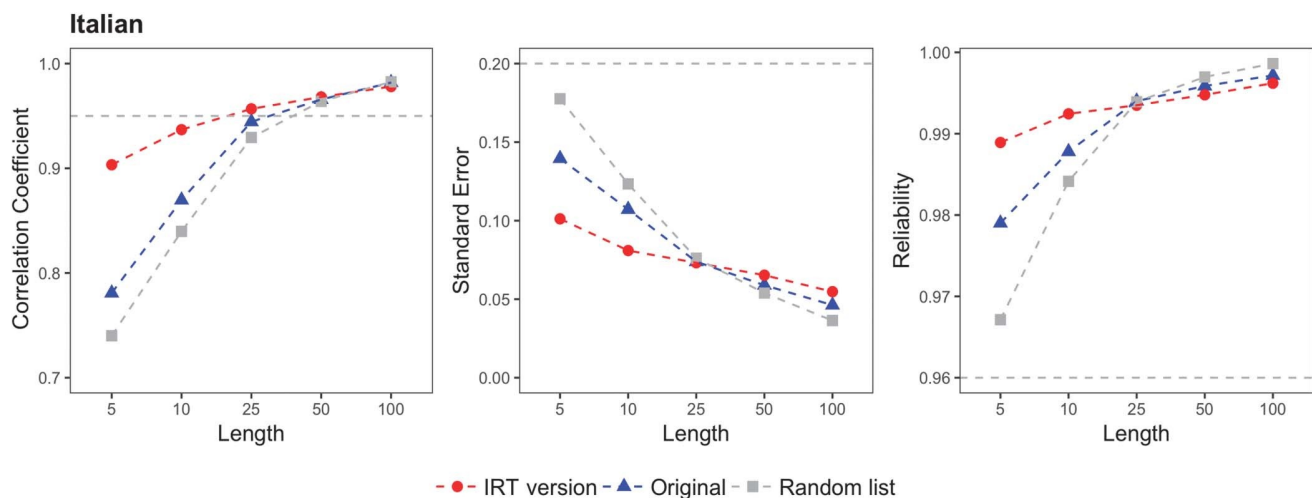 Italian
Correlation Coefficient
1.0
0.9
0.8
0.7
5 10 25 50 100
Length
Standard Error
0.20
0.15
0.10
0.05
0.00
5 10 25 50 100
Length
Reliability
1.00
0.99
0.98
0.97
0.96
5 10 25 50 100
Length
IRT version Original Random list